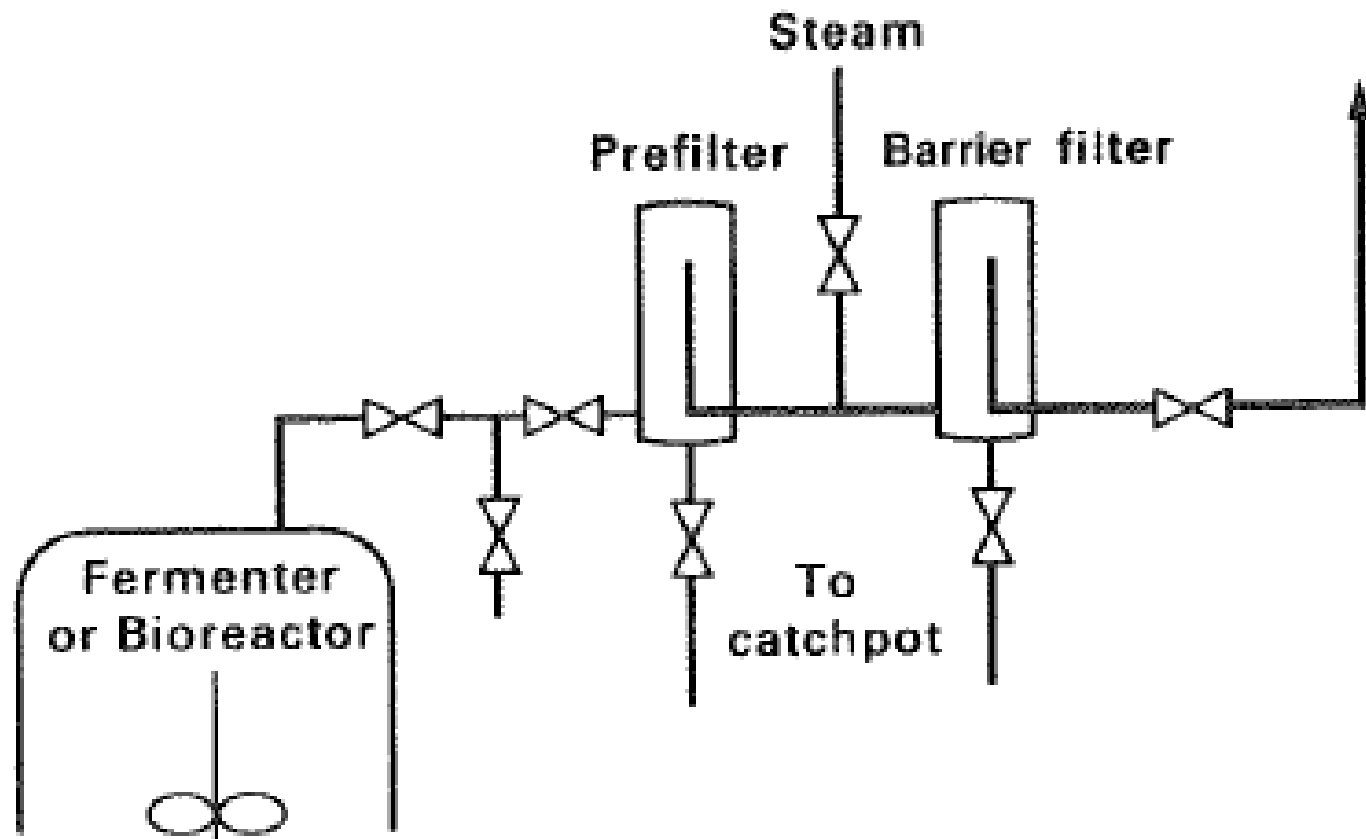 Steam
Prefilter
Barrier filter
Fermenter
or Bioreactor
To
catchpot